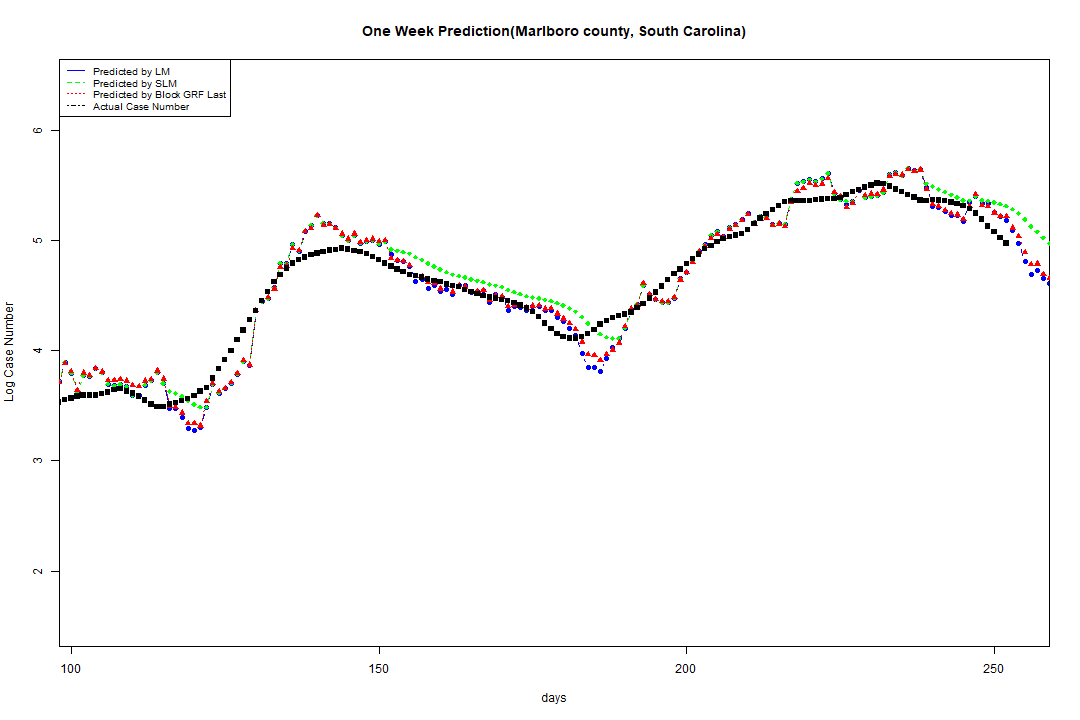 One Week Prediction(Marlboro county, South Carolina)
Predicted by LM
Predicted by SLM
Predicted by Block GRF Last
Actual Case Number
6
5
4
3
2
Log Case Number
100 150 200 250
days